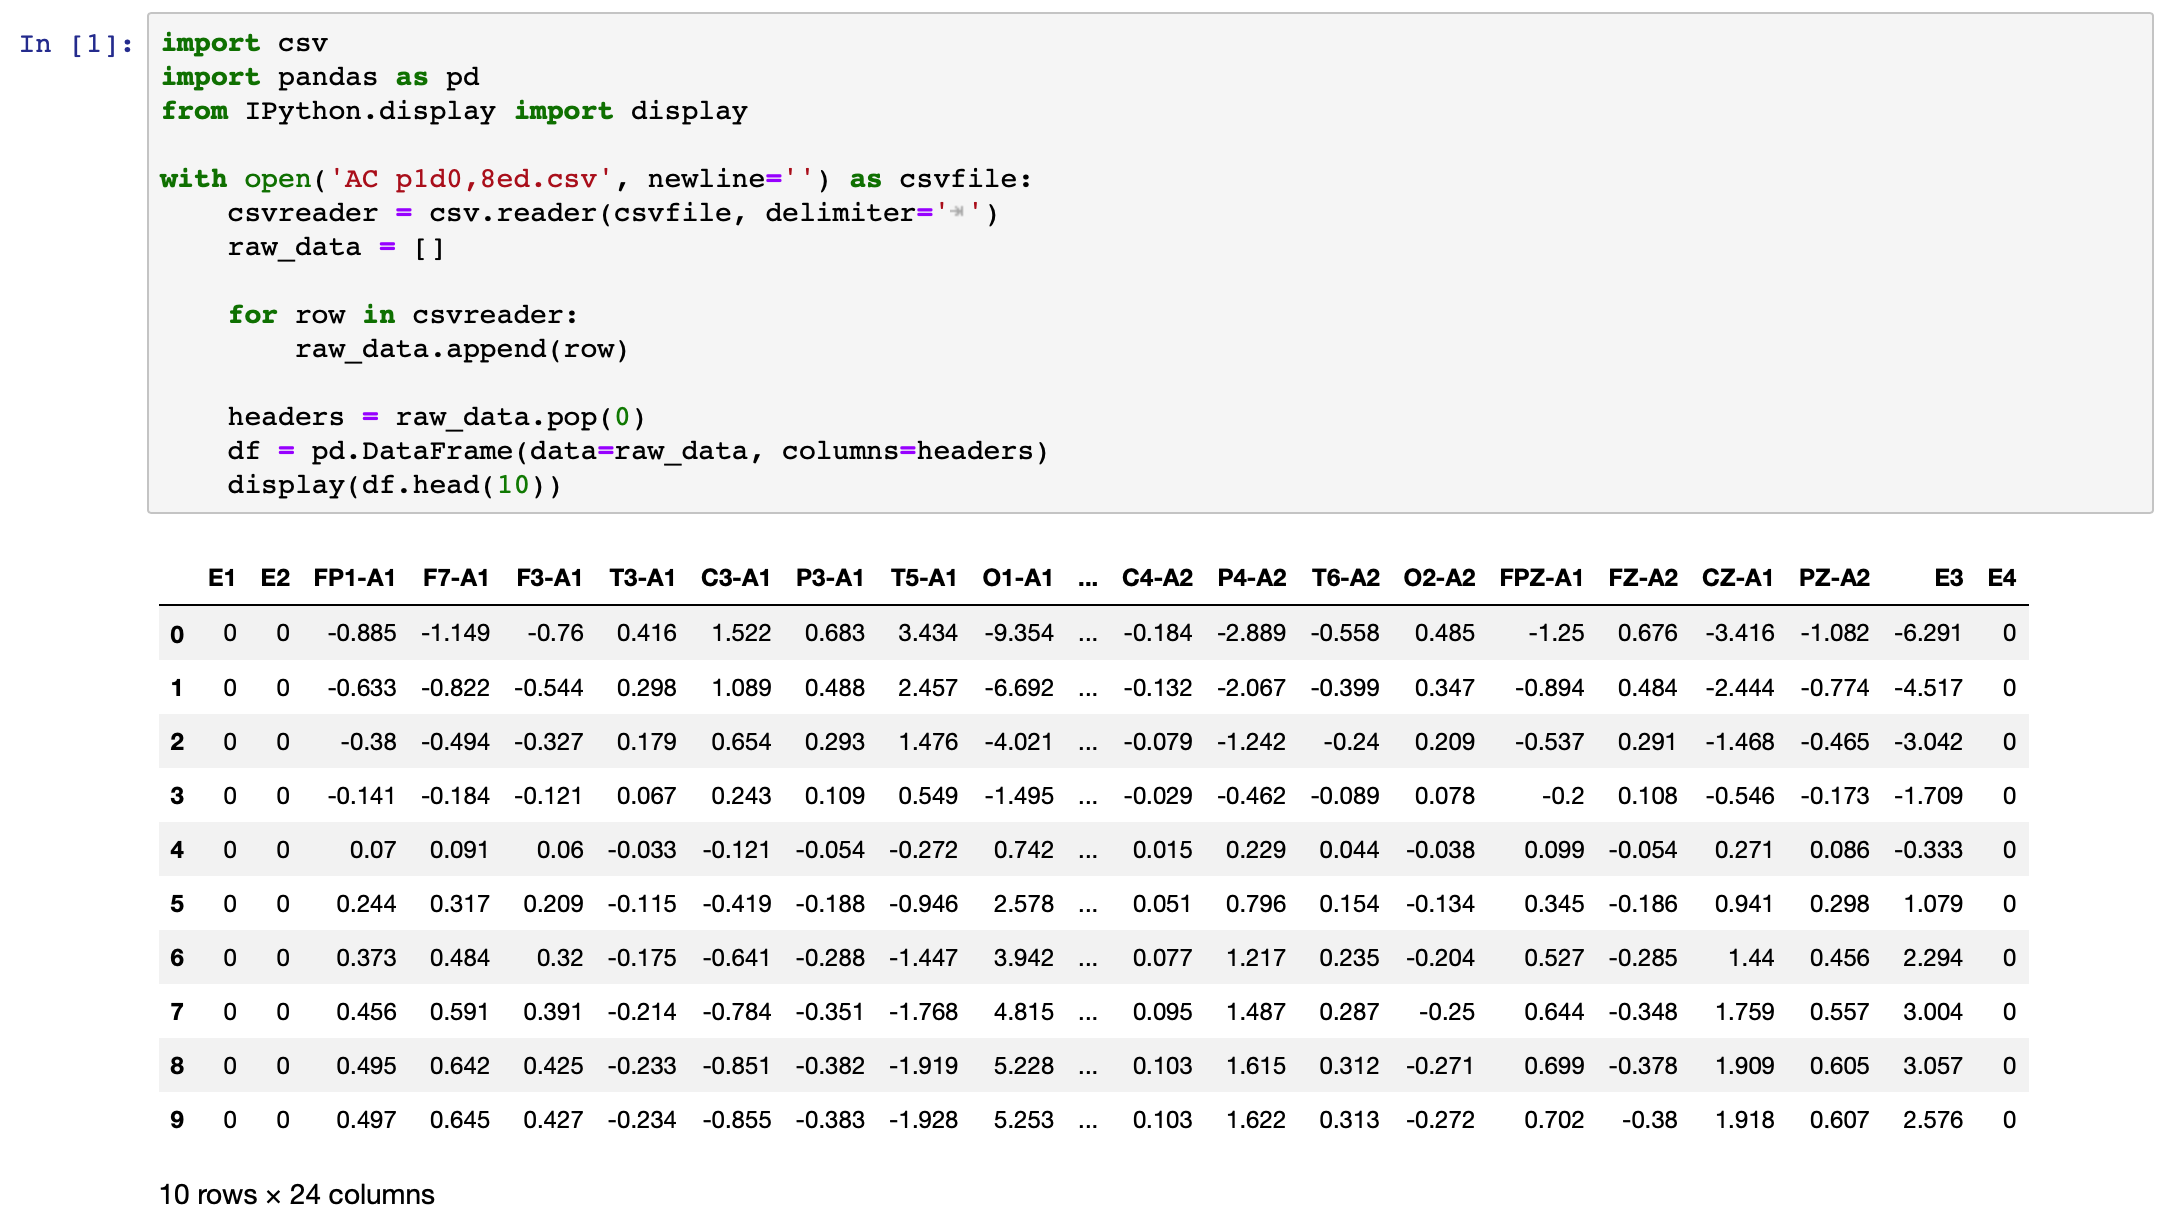 In [1]:
import csv
import pandas as pd
from IPython.display import display
with open('AC p1d0,8ed.csv', newline='') as csvfile:
    csvreader = csv.reader(csvfile, delimiter='⇥')
    raw_data = []
    for row in csvreader:
        raw_data.append(row)
    headers = raw_data.pop(0)
    df = pd.DataFrame(data=raw_data, columns=headers)
    display(df.head(10))
E1 E2 FP1-A1 F7-A1 F3-A1 T3-A1 C3-A1 P3-A1 T5-A1 O1-A1 ... C4-A2 P4-A2 T6-A2 O2-A2 FPZ-A1 FZ-A2 CZ-A1 PZ-A2 E3 E4
0 0 0 -0.885 -1.149 -0.76 0.416 1.522 0.683 3.434 -9.354 ... -0.184 -2.889 -0.558 0.485 -1.25 0.676 -3.416 -1.082 -6.291 0
1 0 0 -0.633 -0.822 -0.544 0.298 1.089 0.488 2.457 -6.692 ... -0.132 -2.067 -0.399 0.347 -0.894 0.484 -2.444 -0.774 -4.517 0
2 0 0 -0.38 -0.494 -0.327 0.179 0.654 0.293 1.476 -4.021 ... -0.079 -1.242 -0.24 0.209 -0.537 0.291 -1.468 -0.465 -3.042 0
3 0 0 -0.141 -0.184 -0.121 0.067 0.243 0.109 0.549 -1.495 ... -0.029 -0.462 -0.089 0.078 -0.2 0.108 -0.546 -0.173 -1.709 0
4 0 0 0.07 0.091 0.06 -0.033 -0.121 -0.054 -0.272 0.742 ... 0.015 0.229 0.044 -0.038 0.099 -0.054 0.271 0.086 -0.333 0
5 0 0 0.244 0.317 0.209 -0.115 -0.419 -0.188 -0.946 2.578 ... 0.051 0.796 0.154 -0.134 0.345 -0.186 0.941 0.298 1.079 0
6 0 0 0.373 0.484 0.32 -0.175 -0.641 -0.288 -1.447 3.942 ... 0.077 1.217 0.235 -0.204 0.527 -0.285 1.44 0.456 2.294 0
7 0 0 0.456 0.591 0.391 -0.214 -0.784 -0.351 -1.768 4.815 ... 0.095 1.487 0.287 -0.25 0.644 -0.348 1.759 0.557 3.004 0
8 0 0 0.495 0.642 0.425 -0.233 -0.851 -0.382 -1.919 5.228 ... 0.103 1.615 0.312 -0.271 0.699 -0.378 1.909 0.605 3.057 0
9 0 0 0.497 0.645 0.427 -0.234 -0.855 -0.383 -1.928 5.253 ... 0.103 1.622 0.313 -0.272 0.702 -0.38 1.918 0.607 2.576 0
10 rows × 24 columns